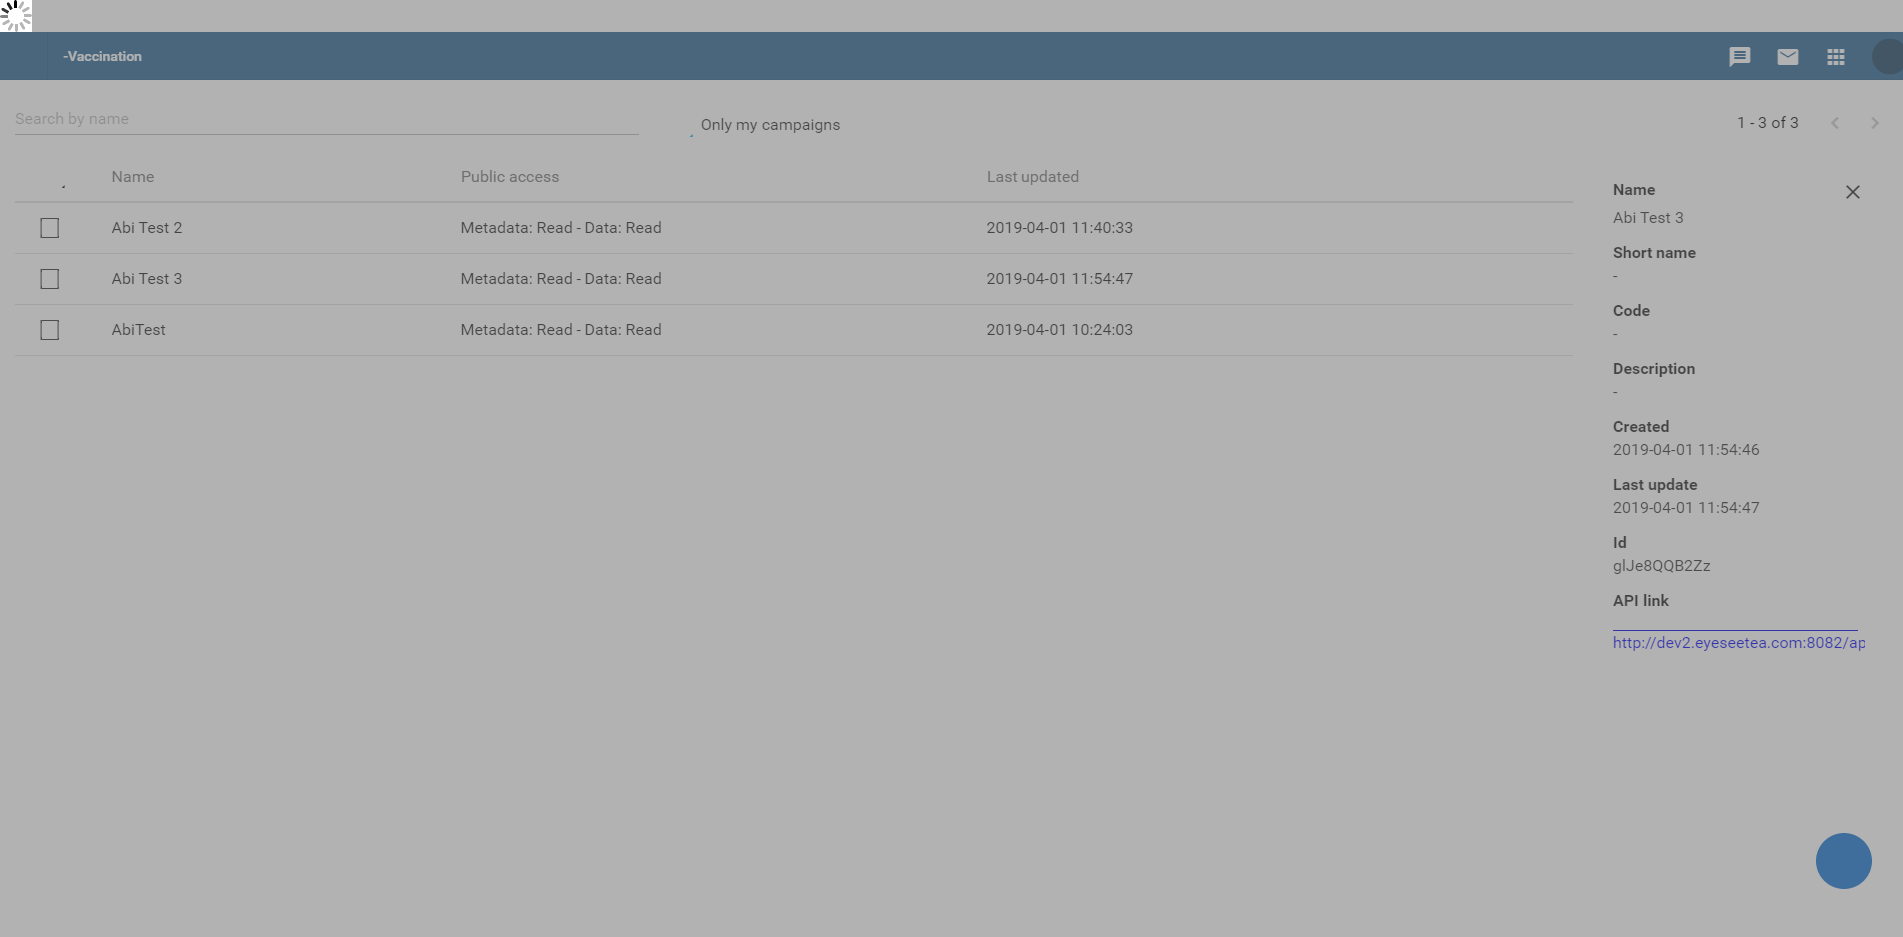 -Vaccination
Search by name
Only my campaigns
1 - 3 of 3
Name Public access Last updated
Abi Test 2 Metadata: Read - Data: Read 2019-04-01 11:40:33
Abi Test 3 Metadata: Read - Data: Read 2019-04-01 11:54:47
AbiTest Metadata: Read - Data: Read 2019-04-01 10:24:03
Name
Abi Test 3
Short name
-
Code
-
Description
-
Created
2019-04-01 11:54:46
Last update
2019-04-01 11:54:47
Id
glJe8QQB2Zz
API link
http://dev2.eyeseetea.com:8082/ap